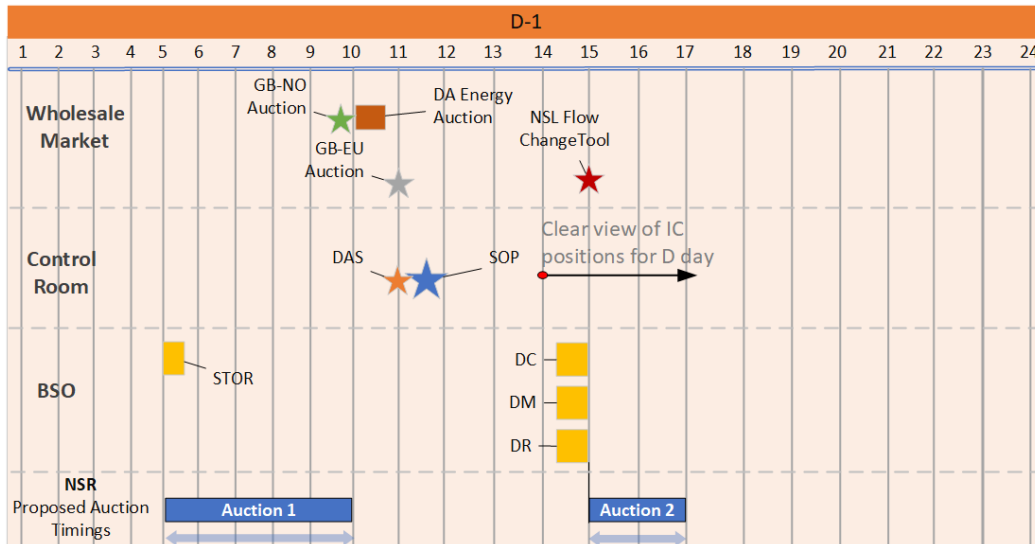 D-1
1 2 3 4 5 6 7 8 9 10 11 12 13 14 15 16 17 18 19 20 21 22 23 24
Wholesale
Market
GB-NO
Auction
DA Energy
Auction
GB-EU
Auction
NSL Flow
ChangeTool
Control
Room
DAS
SOP
Clear view of IC
positions for D day
BSO
STOR
DC
DM
DR
NSR
Proposed Auction
Timings
Auction 1
Auction 2